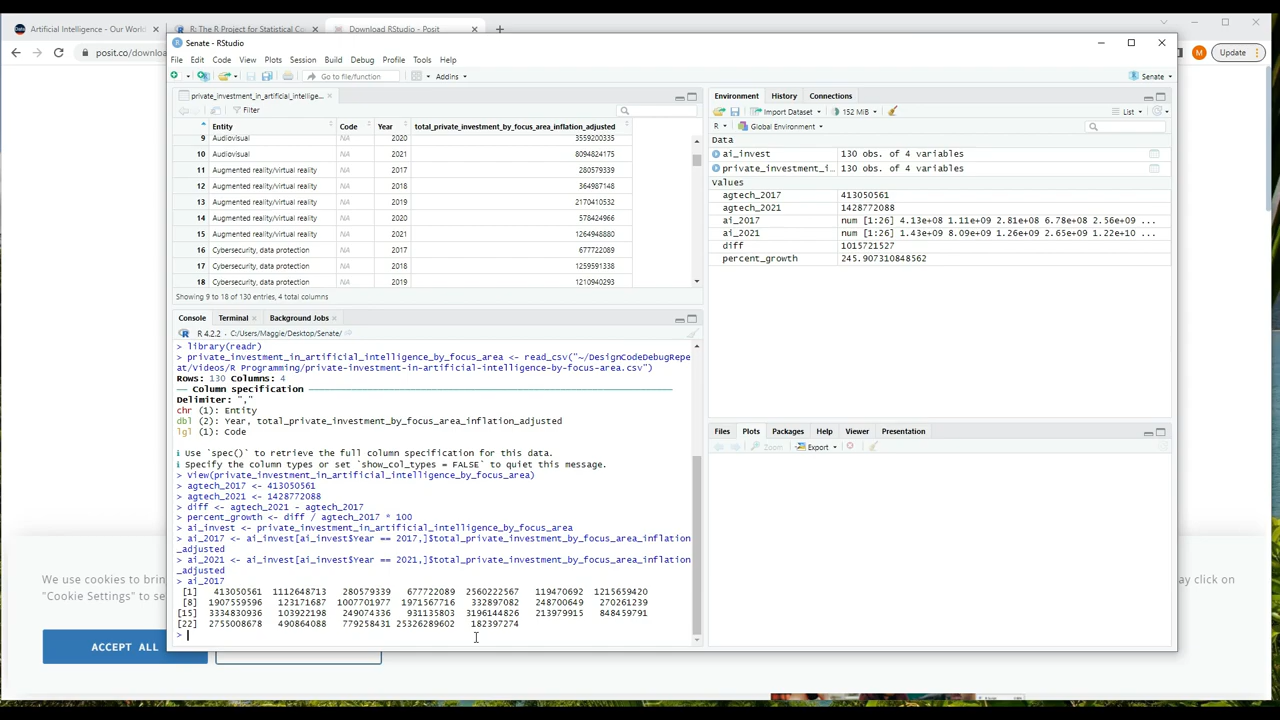 Artificial Intelligence - Our World
R: The R Project for Statistical Co
Download RStudio - Posit
posit.co/downloa
M
Update
Senate - RStudio
File Edit Code View Plots Session Build Debug Profile Tools Help
Go to file/function
Addins
Senate
private_investment_in_artificial_intellige...
Filter
Entity Code Year total_private_investment_by_focus_area_inflation_adjusted
9 Audiovisual NA 2020 3559200335
10 Audiovisual NA 2021 8094824175
11 Augmented reality/virtual reality NA 2017 280579339
12 Augmented reality/virtual reality NA 2018 364987148
13 Augmented reality/virtual reality NA 2019 2170410532
14 Augmented reality/virtual reality NA 2020 578424966
15 Augmented reality/virtual reality NA 2021 1264948880
16 Cybersecurity, data protection NA 2017 677722089
17 Cybersecurity, data protection NA 2018 1259591338
18 Cybersecurity, data protection NA 2019 1210940293
Showing 9 to 18 of 130 entries, 4 total columns
Console Terminal Background Jobs
R 4.2.2 · C:/Users/Maggie/Desktop/Senate/
> library(readr)
> private_investment_in_artificial_intelligence_by_focus_area <- read_csv("~/DesignCodeDebugRepe
at/Videos/R Programming/private-investment-in-artificial-intelligence-by-focus-area.csv")
Rows: 130 Columns: 4
── Column specification
Delimiter: ","
chr (1): Entity
dbl (2): Year, total_private_investment_by_focus_area_inflation_adjusted
lgl (1): Code
ℹ Use `spec()` to retrieve the full column specification for this data.
ℹ Specify the column types or set `show_col_types = FALSE` to quiet this message.
> View(private_investment_in_artificial_intelligence_by_focus_area)
> agtech_2017 <- 413050561
> agtech_2021 <- 1428772088
> diff <- agtech_2021 - agtech_2017
> percent_growth <- diff / agtech_2017 * 100
> ai_invest <- private_investment_in_artificial_intelligence_by_focus_area
> ai_2017 <- ai_invest[ai_invest$Year == 2017,]$total_private_investment_by_focus_area_inflation
_adjusted
> ai_2021 <- ai_invest[ai_invest$Year == 2021,]$total_private_investment_by_focus_area_inflation
_adjusted
> ai_2017
[1] 413050561 1112648713 280579339 677722089 2560222567 119470692 1215659420
[8] 1907559596 123171687 1007701977 1971567716 332897082 248700649 270261239
[15] 3334830936 103922198 249074336 931135803 3196144826 213979915 848459791
[22] 2755008678 490864088 779258431 25326289602 182397274
>
Environment History Connections
Import Dataset 152 MiB List
R Global Environment
Data
ai_invest 130 obs. of 4 variables
private_investment_i... 130 obs. of 4 variables
values
agtech_2017 413050561
agtech_2021 1428772088
ai_2017 num [1:26] 4.13e+08 1.11e+09 2.81e+08 6.78e+08 2.56e+09 ...
ai_2021 num [1:26] 1.43e+09 8.09e+09 1.26e+09 2.65e+09 1.22e+10 ...
diff 1015721527
percent_growth 245.907310848562
Files Plots Packages Help Viewer Presentation
Zoom Export
We use cookies to brin
"Cookie Settings" to se
ay click on
ACCEPT ALL